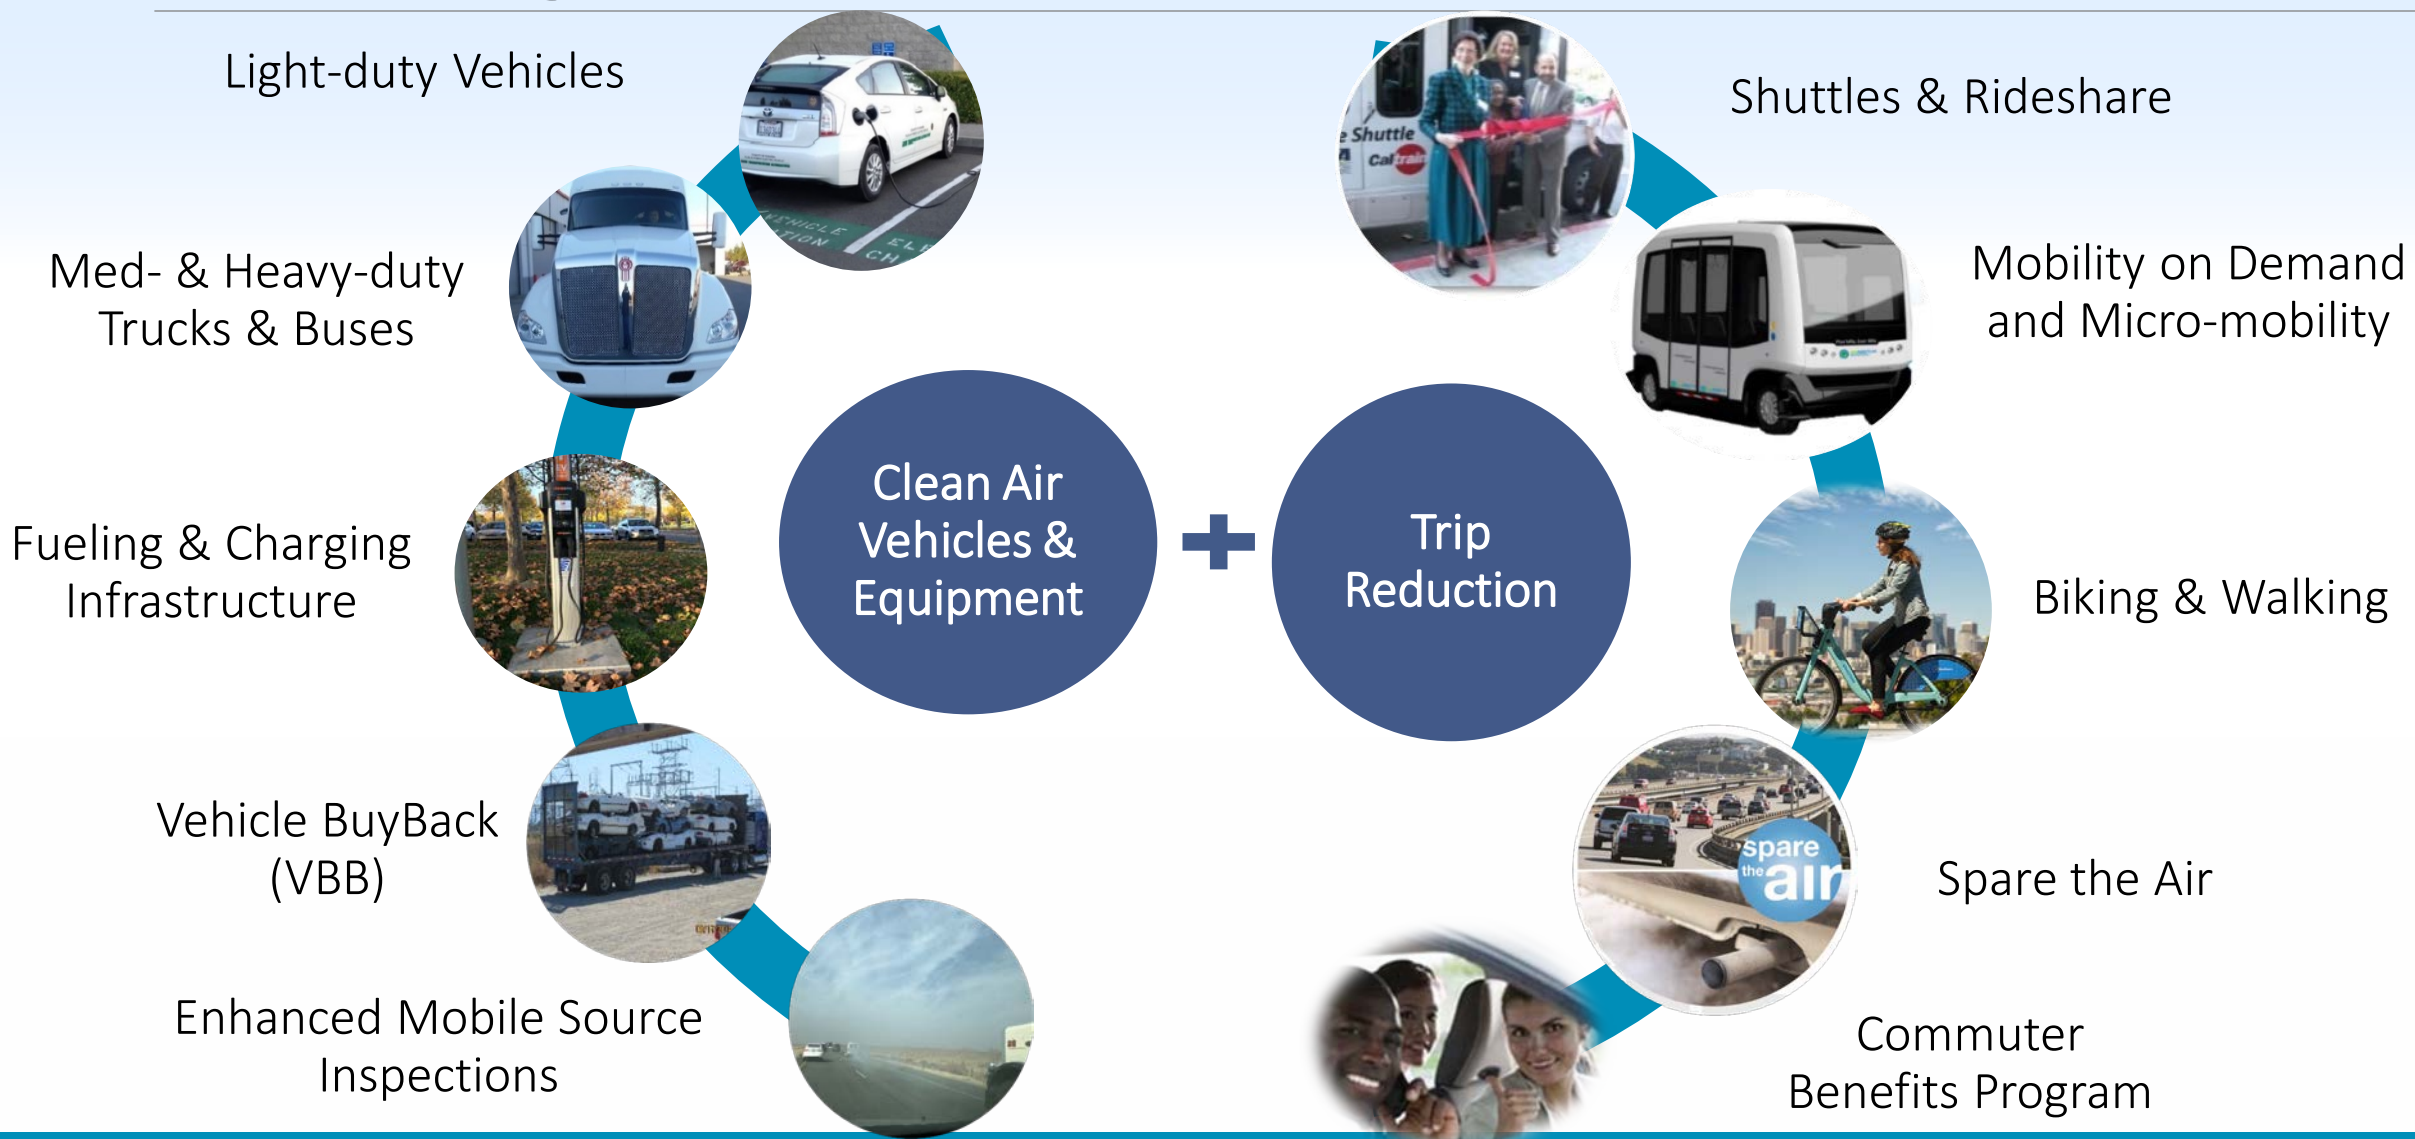 Light-duty Vehicles
Med- & Heavy-duty
Trucks & Buses
Fueling & Charging
Infrastructure
Vehicle BuyBack
(VBB)
Enhanced Mobile Source
Inspections
Clean Air
Vehicles &
Equipment
Trip
Reduction
Shuttles & Rideshare
Mobility on Demand
and Micro-mobility
Biking & Walking
Spare the Air
Commuter
Benefits Program
VEHICLE
Shuttle
Caltrain
spare
the air